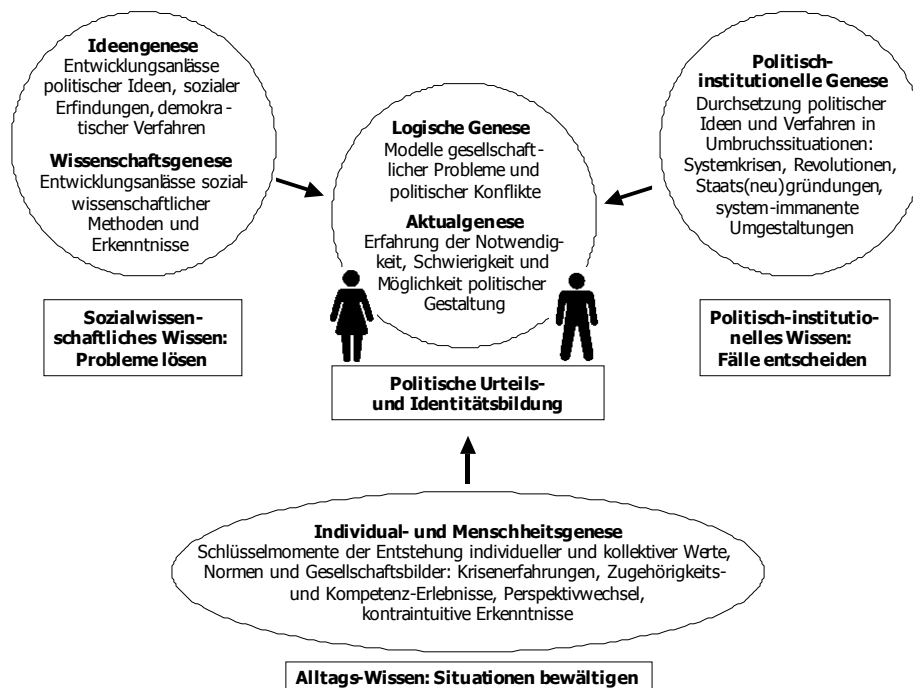 Ideengenese
Entwicklungsanlässe
politischer Ideen, sozialer
Erfindungen, demokra-
tischer Verfahren
Wissenschaftsgenese
Entwicklungsanlässe sozial-
wissenschaftlicher
Methoden und
Erkenntnisse
Sozialwissen-
schaftliches Wissen:
Probleme lösen
Logische Genese
Modelle gesellschaft-
licher Probleme und
politischer Konflikte
Aktualgenese
Erfahrung der Notwendig-
keit, Schwierigkeit und
Möglichkeit politischer
Gestaltung
Politische Urteils-
und Identitätsbildung
Politisch-
institutionelle Genese
Durchsetzung politischer
Ideen und Verfahren in
Umbruchssituationen:
Systemkrisen, Revolutionen,
Staats(neu)gründungen,
system-immanente
Umgestaltungen
Politisch-institutio-
nelles Wissen:
Fälle entscheiden
Individual- und Menschheitsgenese
Schlüsselmomente der Entstehung individueller und kollektiver Werte,
Normen und Gesellschaftsbilder: Krisenerfahrungen, Zugehörigkeits-
und Kompetenz-Erlebnisse, Perspektivwechsel,
kontraintuitive Erkenntnisse
Alltags-Wissen: Situationen bewältigen